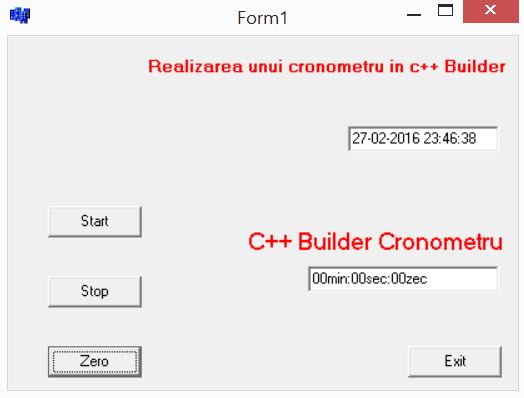 Form1
Realizarea unui cronometru in c++ Builder
27-02-2016 23:46:38
Start
C++ Builder Cronometru
00min:00sec:00zec
Stop
Zero
Exit